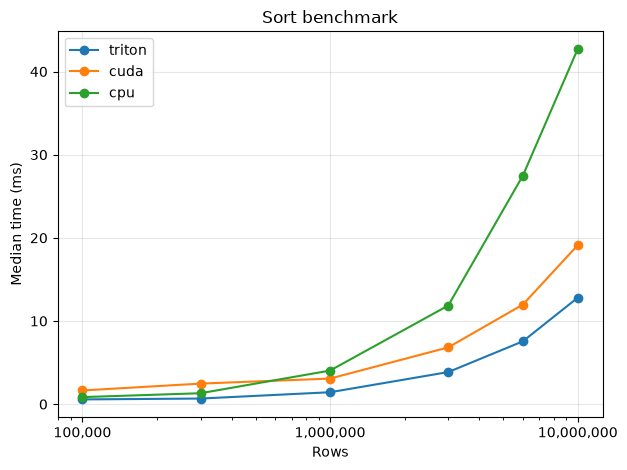 Sort benchmark
triton
cuda
cpu
Median time (ms)
40
30
20
10
0
100,000
1,000,000
10,000,000
Rows